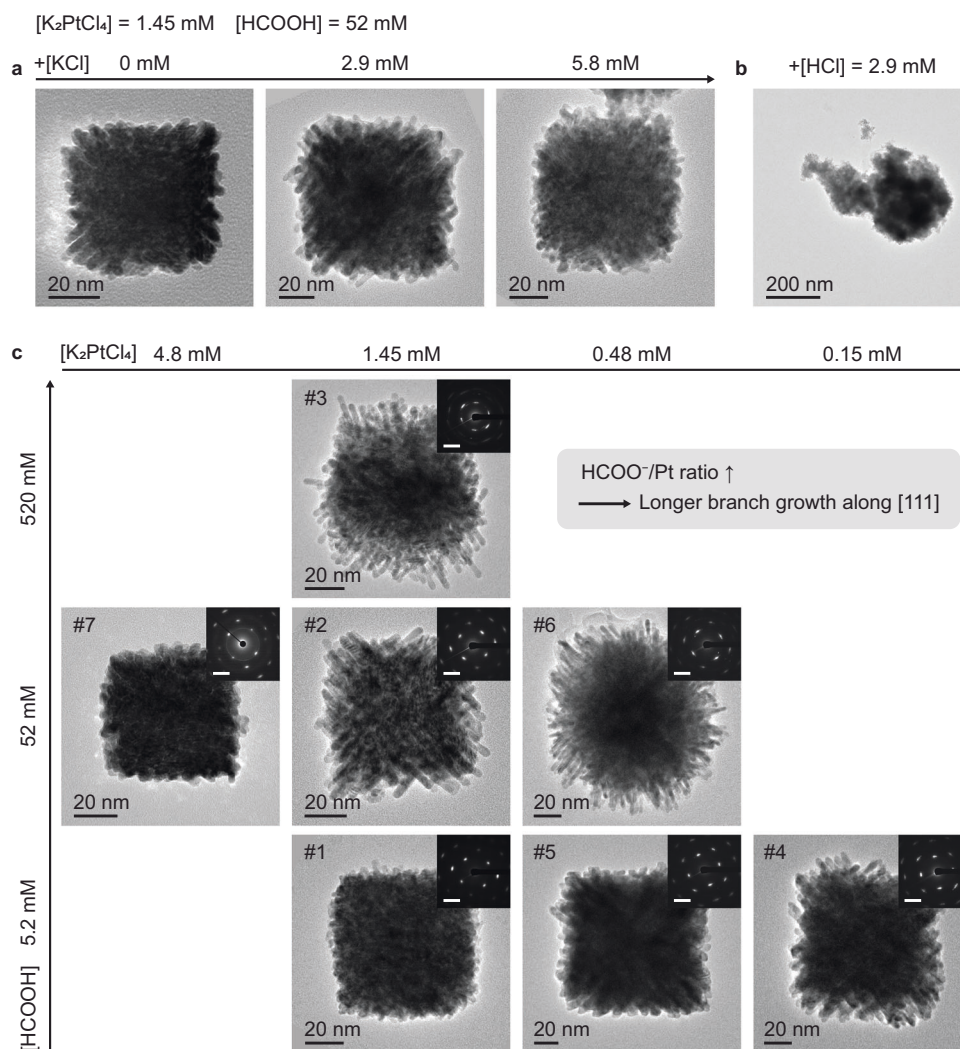 [K₂PtCl₄] = 1.45 mM [HCOOH] = 52 mM
a +[KCl] 0 mM 2.9 mM 5.8 mM
b +[HCl] = 2.9 mM
20 nm 20 nm 20 nm 200 nm
c [K₂PtCl₄] 4.8 mM 1.45 mM 0.48 mM 0.15 mM
520 mM
#3
20 nm
HCOO⁻/Pt ratio ↑
Longer branch growth along [111]
52 mM
#7 #2 #6
20 nm 20 nm 20 nm
[HCOOH] 5.2 mM
#1 #5 #4
20 nm 20 nm 20 nm